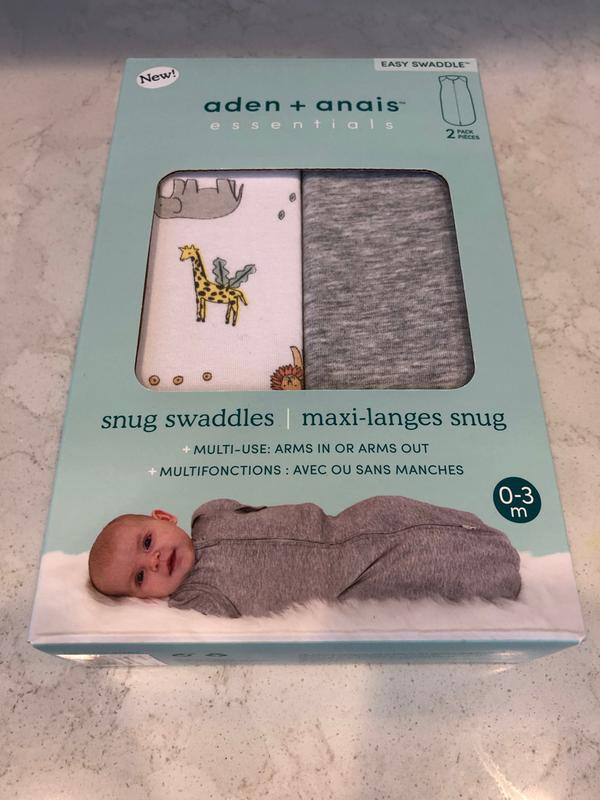 New!
EASY SWADDLE™
aden + anais™
essentials
2 PACK
PIÈCES
snug swaddles | maxi-langes snug
+ MULTI-USE: ARMS IN OR ARMS OUT
+ MULTIFONCTIONS : AVEC OU SANS MANCHES
0-3
m